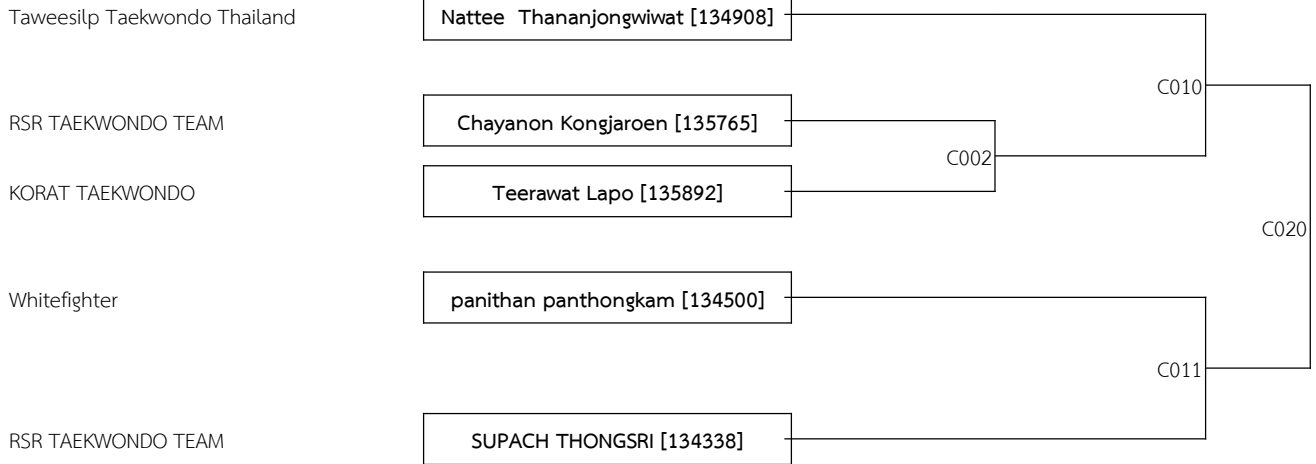 Taweesilp Taekwondo Thailand
Nattee  Thananjongwiwat [134908]
C010
RSR TAEKWONDO TEAM
Chayanon Kongjaroen [135765]
C002
KORAT TAEKWONDO
Teerawat Lapo [135892]
C020
Whitefighter
panithan panthongkam [134500]
C011
RSR TAEKWONDO TEAM
SUPACH THONGSRI [134338]